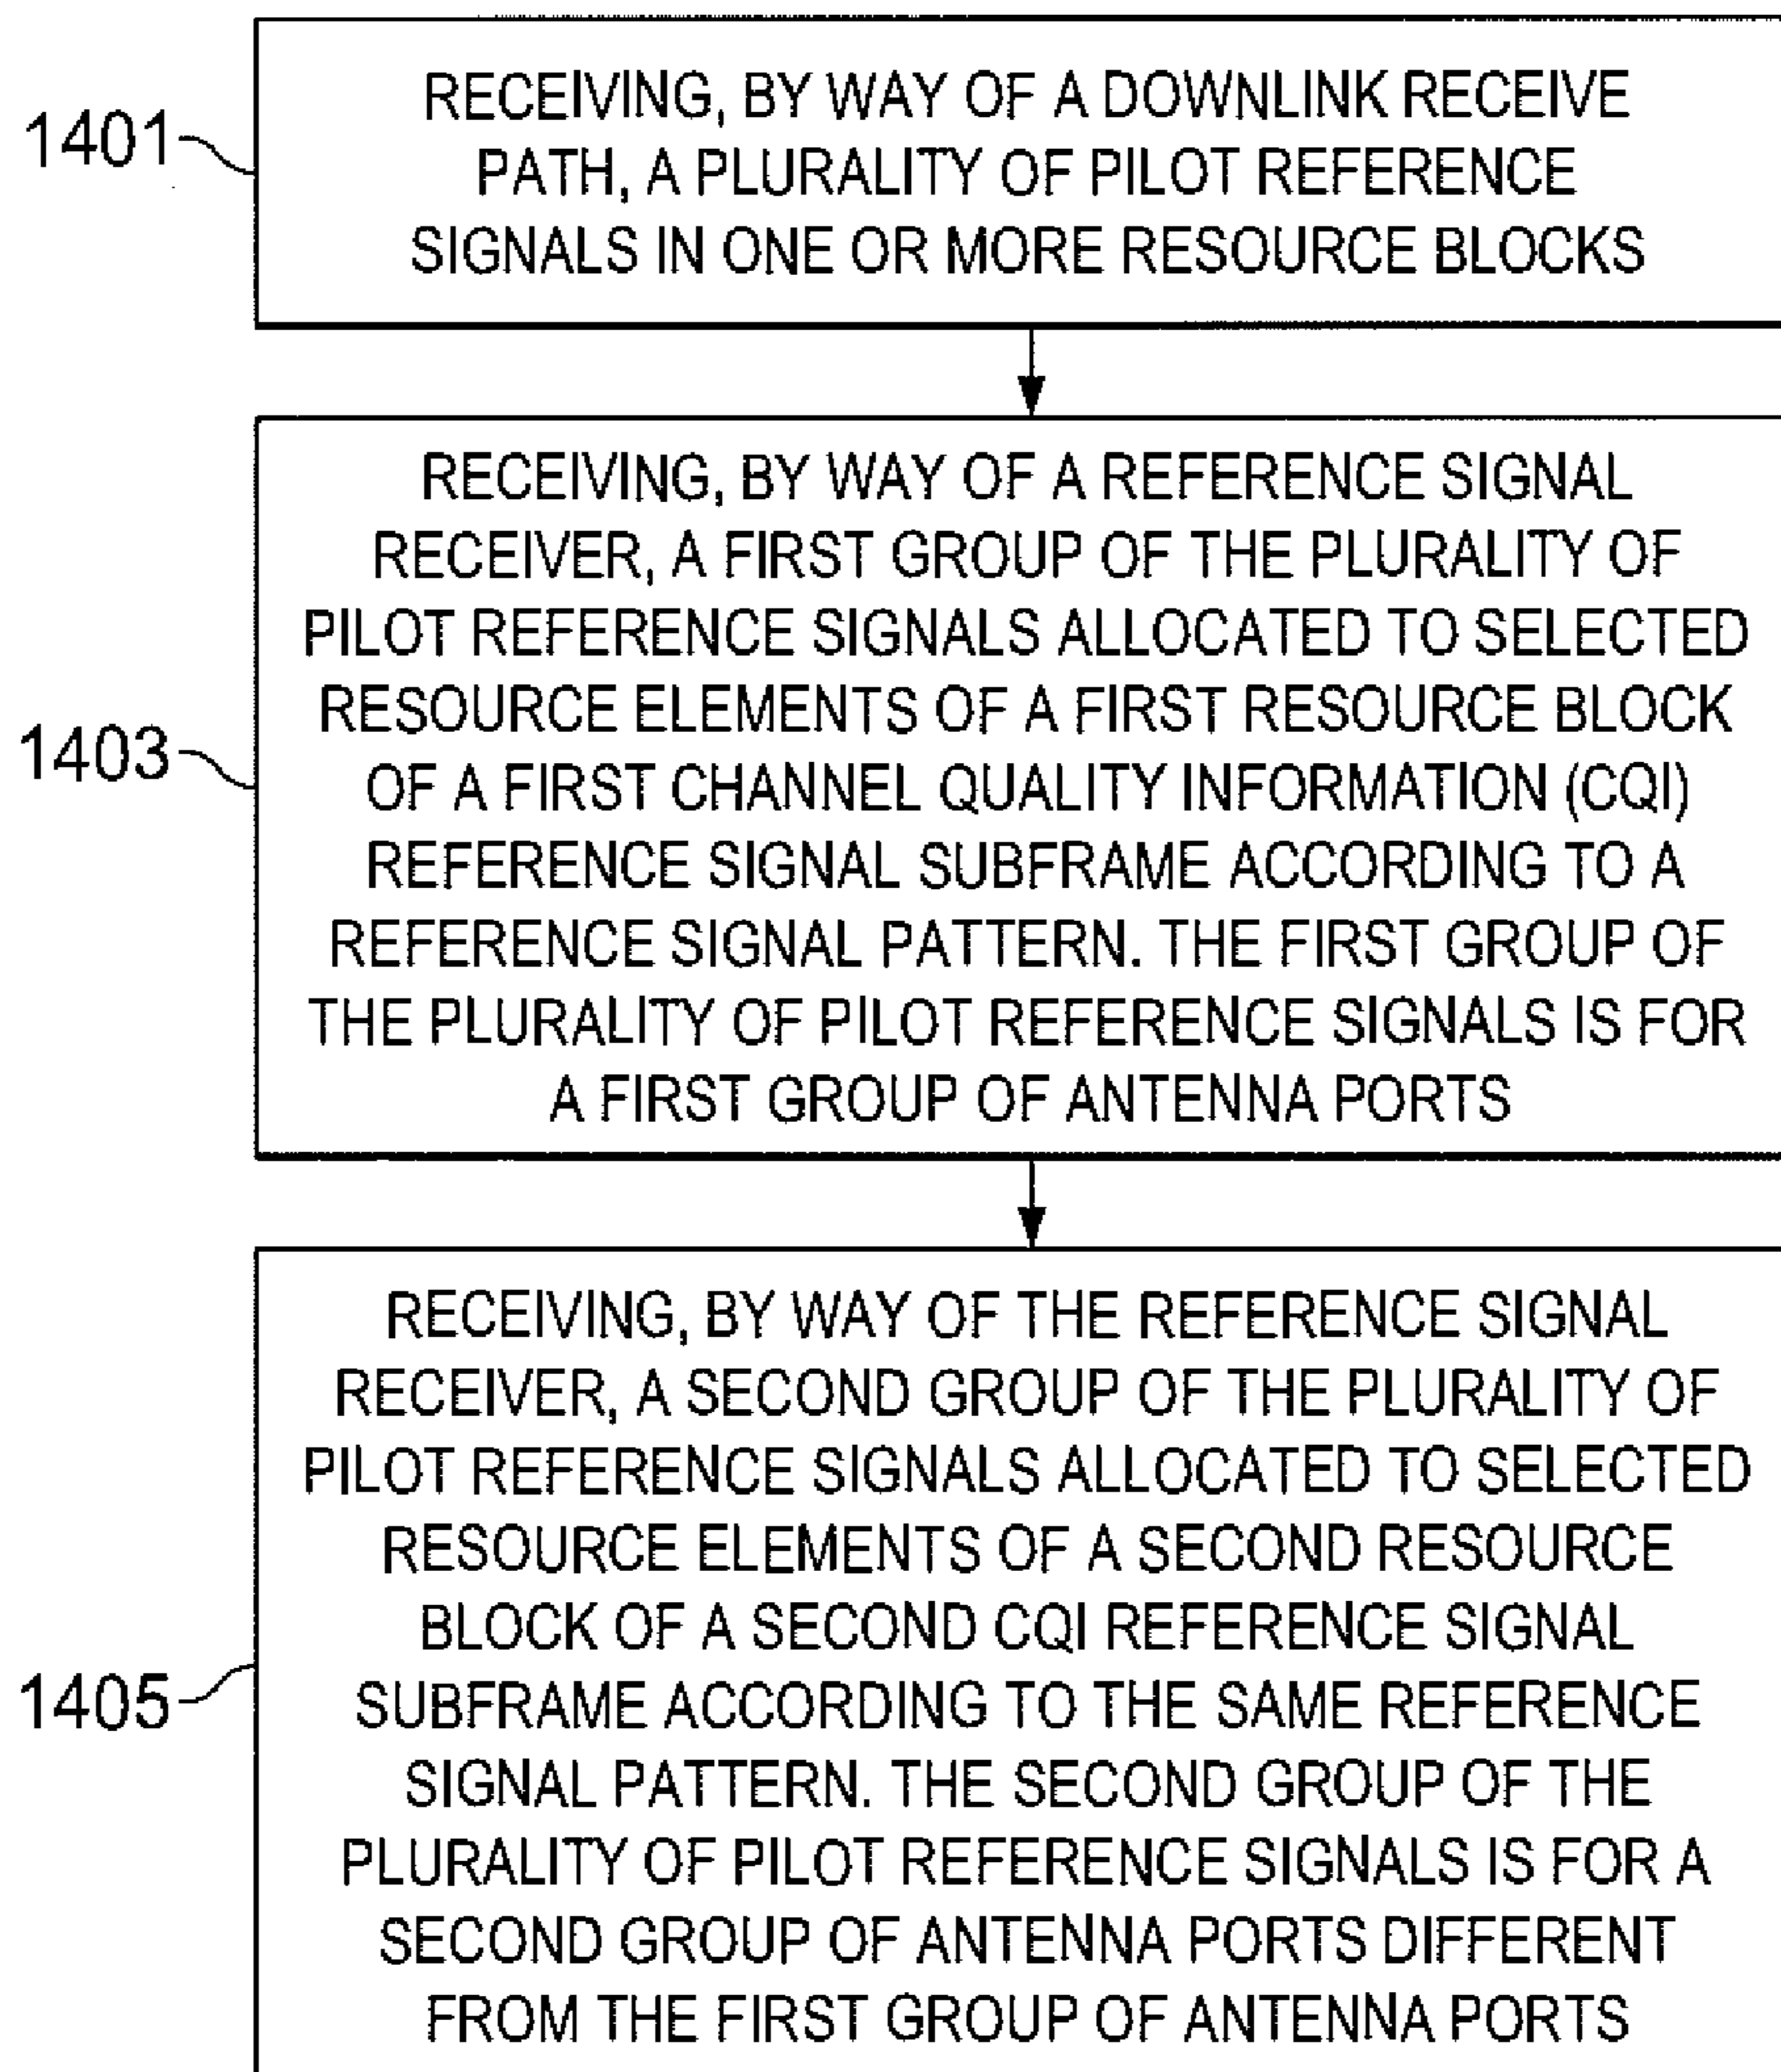 RECEIVING, BY WAY OF A DOWNLINK RECEIVE
1401
PATH, A PLURALITY OF PILOT REFERENCE
SIGNALS IN ONE OR MORE RESOURCE BLOCKS
RECEIVING, BY WAY OF A REFERENCE SIGNAL
RECEIVER, A FIRST GROUP OF THE PLURALITY OF
PILOT REFERENCE SIGNALS ALLOCATED TO SELECTED
RESOURCE ELEMENTS OF A FIRST RESOURCE BLOCK
1403
OF A FIRST CHANNEL QUALITY INFORMATION (CQI)
REFERENCE SIGNAL SUBFRAME ACCORDING TO A
REFERENCE SIGNAL PATTERN. THE FIRST GROUP OF
THE PLURALITY OF PILOT REFERENCE SIGNALS IS FOR
A FIRST GROUP OF ANTENNA PORTS
RECEIVING, BY WAY OF THE REFERENCE SIGNAL
RECEIVER, A SECOND GROUP OF THE PLURALITY OF
PILOT REFERENCE SIGNALS ALLOCATED TO SELECTED
RESOURCE ELEMENTS OF A SECOND RESOURCE
BLOCK OF A SECOND CQI REFERENCE SIGNAL
1405
SUBFRAME ACCORDING TO THE SAME REFERENCE
SIGNAL PATTERN. THE SECOND GROUP OF THE
PLURALITY OF PILOT REFERENCE SIGNALS IS FOR A
SECOND GROUP OF ANTENNA PORTS DIFFERENT
FROM THE FIRST GROUP OF ANTENNA PORTS